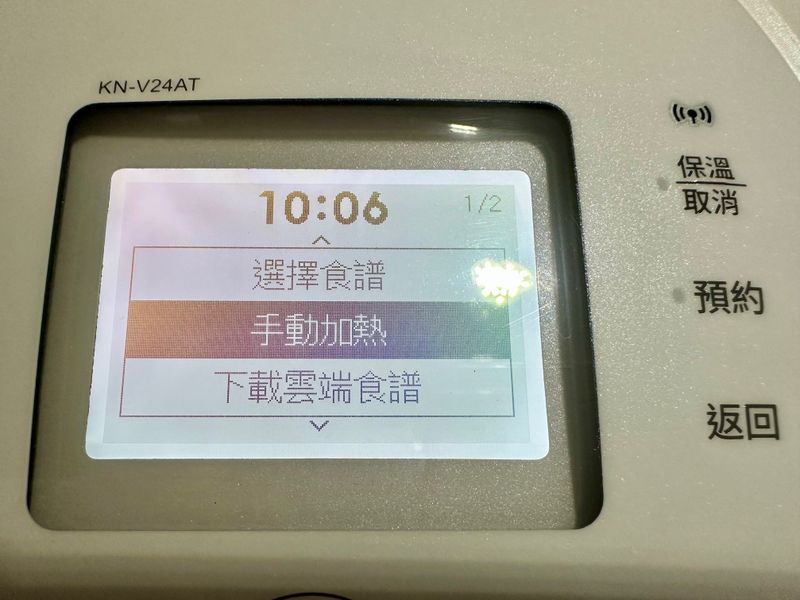 KN-V24AT
10:06
1/2
選擇食譜
手動加熱
下載雲端食譜
保溫
取消
預約
返回